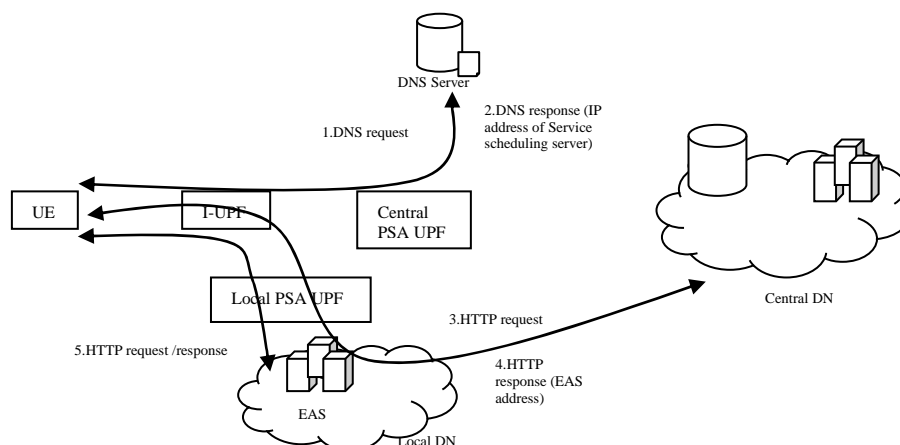 DNS Server
1.DNS request
2.DNS response (IP
address of Service
scheduling server)
UE
I-UPF
Central
PSA UPF
Local PSA UPF
Central DN
3.HTTP request
4.HTTP
response (EAS
address)
5.HTTP request /response
EAS
Local DN